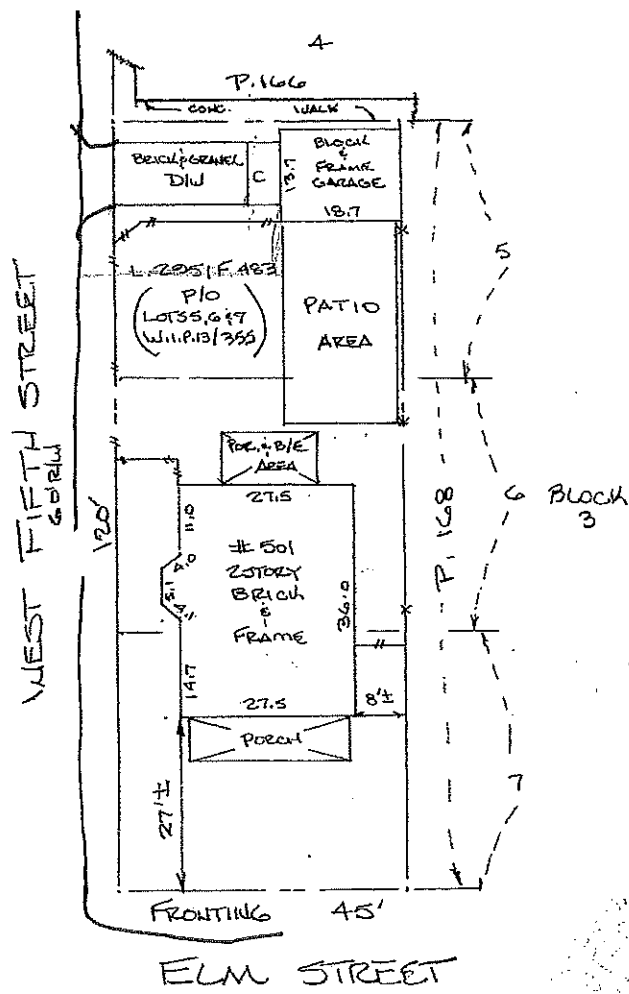 4
P.166
CONC. WALK
BRICK & GRAVEL
D/W
C
BLOCK
&
FRAME
GARAGE
13.7
18.7
5
L.2951 F.483
P/O
LOTS 5,6 & 7
W.11.P.13/355
PATIO
AREA
WEST FIFTH STREET
60' R/W
120'
POR. & B/E
AREA
27.5
11.0
4.0
5.1
4.1
14.7
# 501
2 STORY
BRICK
&
FRAME
36.0
P. 168
6
BLOCK
3
27.5
8'±
PORCH
27'±
7
FRONTING 45'
ELM STREET